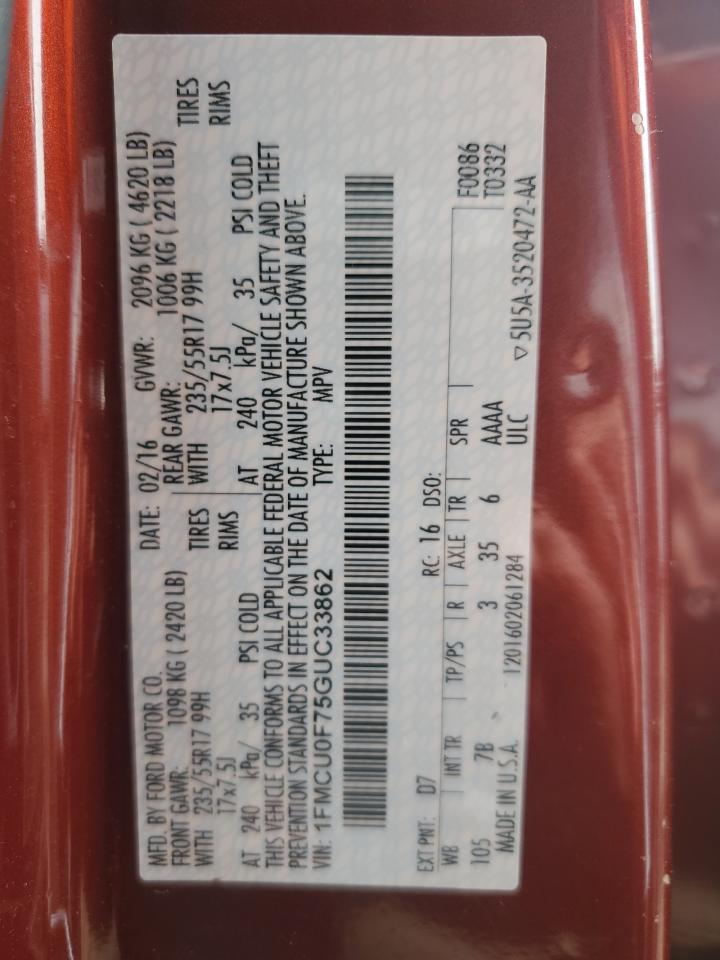 MFD. BY FORD MOTOR CO. DATE: 02/16 GVWR: 2096 KG ( 4620 LB)
FRONT GAWR: 1098 KG ( 2420 LB) REAR GAWR: 1006 KG ( 2218 LB)
WITH 235/55R17 99H TIRES WITH 235/55R17 99H TIRES
17x7.5J RIMS 17x7.5J RIMS
AT 240 kPa/ 35 PSI COLD AT 240 kPa/ 35 PSI COLD
THIS VEHICLE CONFORMS TO ALL APPLICABLE FEDERAL MOTOR VEHICLE SAFETY AND THEFT
PREVENTION STANDARDS IN EFFECT ON THE DATE OF MANUFACTURE SHOWN ABOVE.
VIN: 1FMCU0F75GUC33862 TYPE: MPV
EXT PNT: D7 RC: 16 DSO: F0086
WB INT TR TP/PS R AXLE TR SPR T0332
105 7B 3 35 6 AAAA
MADE IN U.S.A. 1201602061284 ULC ▽5U5A-3520472-AA